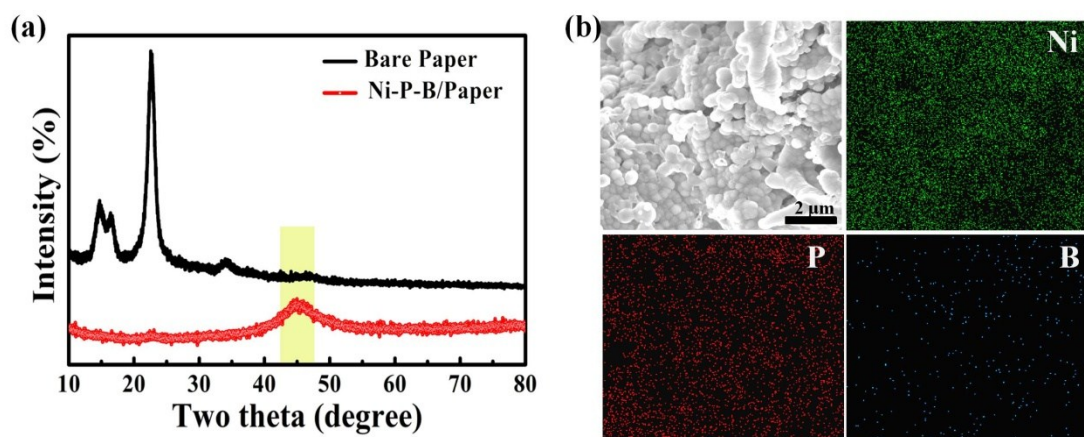 (a)
Intensity (%)
Bare Paper
Ni-P-B/Paper
10 20 30 40 50 60 70 80
Two theta (degree)
(b)
2 μm
Ni
P
B